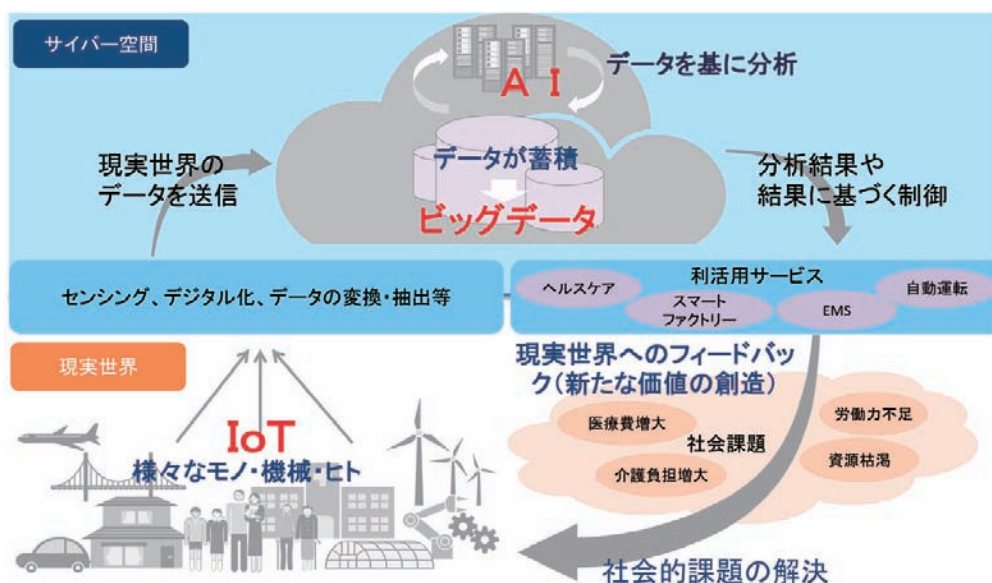 サイバー空間
データを基に分析
AI
現実世界の
データを送信
データが蓄積
ビッグデータ
分析結果や
結果に基づく制御
センシング、デジタル化、データの変換・抽出等
利活用サービス
ヘルスケア
スマート
ファクトリー
EMS
自動運転
現実世界
IoT
様々なモノ・機械・ヒト
現実世界へのフィードバッ
ク(新たな価値の創造)
医療費増大
社会課題
労働力不足
介護負担増大
資源枯渇
社会的課題の解決